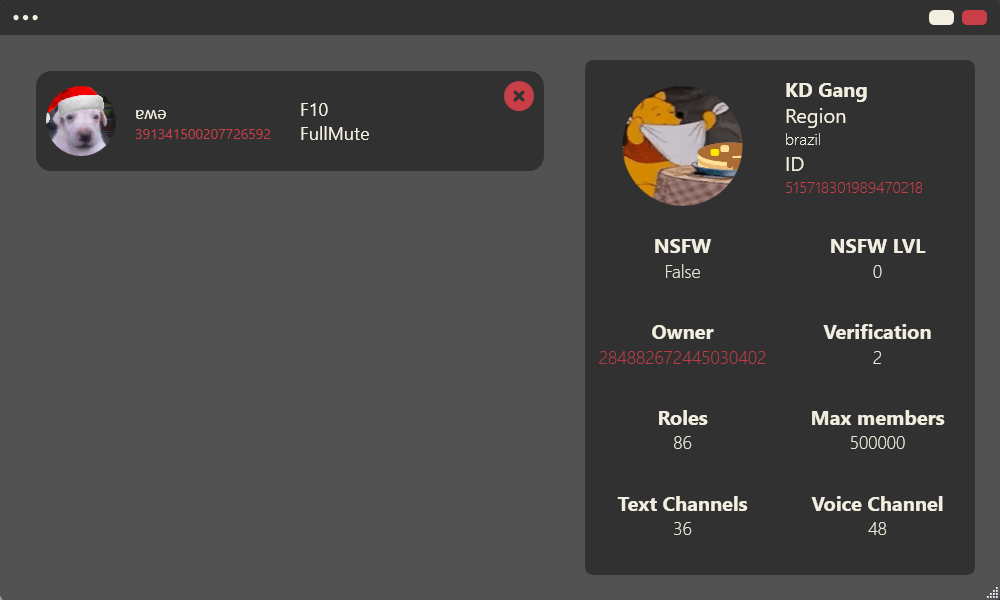 ɐʍǝ
391341500207726592
F10
FullMute
KD Gang
Region
brazil
ID
515718301989470218
NSFW
False
NSFW LVL
0
Owner
284882672445030402
Verification
2
Roles
86
Max members
500000
Text Channels
36
Voice Channel
48